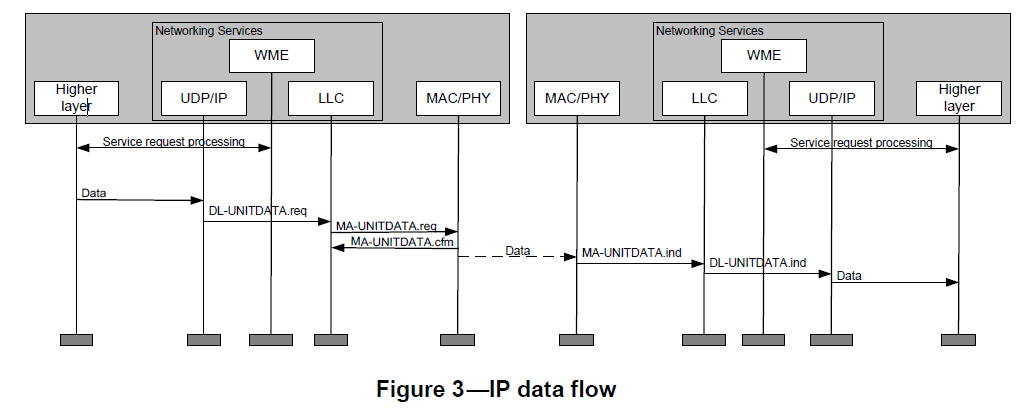 Networking Services
WME
Higher
layer
UDP/IP
LLC
MAC/PHY
Networking Services
WME
MAC/PHY
LLC
UDP/IP
Higher
layer
Service request processing
Service request processing
Data
DL-UNITDATA.req
MA-UNITDATA.req
MA-UNITDATA.cfm
Data
MA-UNITDATA.ind
DL-UNITDATA.ind
Data
Figure 3—IP data flow